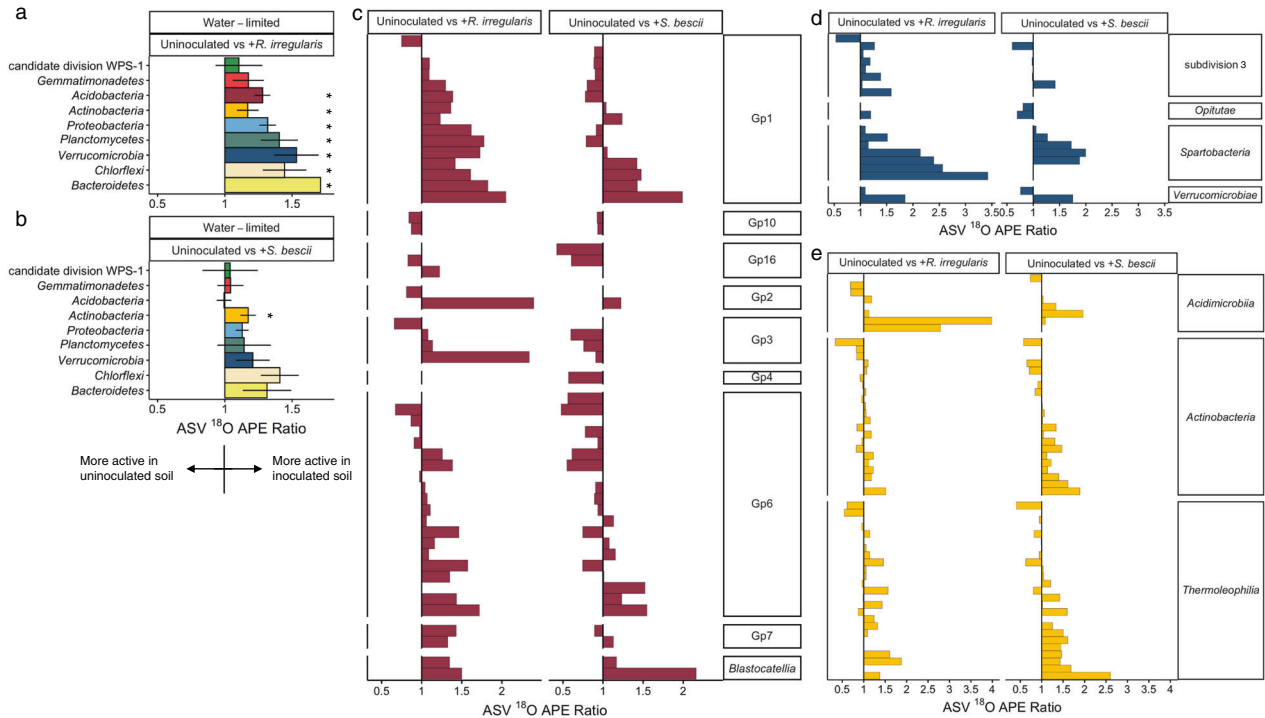 a
Water – limited
Uninoculated vs +R. irregularis
candidate division WPS-1
Gemmatimonadetes
Acidobacteria *
Actinobacteria *
Proteobacteria *
Planctomycetes *
Verrucomicrobia *
Chlorflexi *
Bacteroidetes *
0.5 1 1.5
b
Water – limited
Uninoculated vs +S. bescii
candidate division WPS-1
Gemmatimonadetes
Acidobacteria
Actinobacteria *
Proteobacteria
Planctomycetes
Verrucomicrobia
Chlorflexi
Bacteroidetes
0.5 1 1.5
ASV 18O APE Ratio
More active in
uninoculated soil
More active in
inoculated soil
c
Uninoculated vs +R. irregularis
Uninoculated vs +S. bescii
Gp1
Gp10
Gp16
Gp2
Gp3
Gp4
Gp6
Gp7
Blastocatellia
0.5 1 1.5 2 0.5 1 1.5 2
ASV 18O APE Ratio
d
Uninoculated vs +R. irregularis
Uninoculated vs +S. bescii
subdivision 3
Opitutae
Spartobacteria
Verrucomicrobiae
0.5 1 1.5 2 2.5 3 3.5 0.5 1 1.5 2 2.5 3 3.5
ASV 18O APE Ratio
e
Uninoculated vs +R. irregularis
Uninoculated vs +S. bescii
Acidimicrobiia
Actinobacteria
Thermoleophilia
0.5 1 1.5 2 2.5 3 3.5 4 0.5 1 1.5 2 2.5 3 3.5 4
ASV 18O APE Ratio